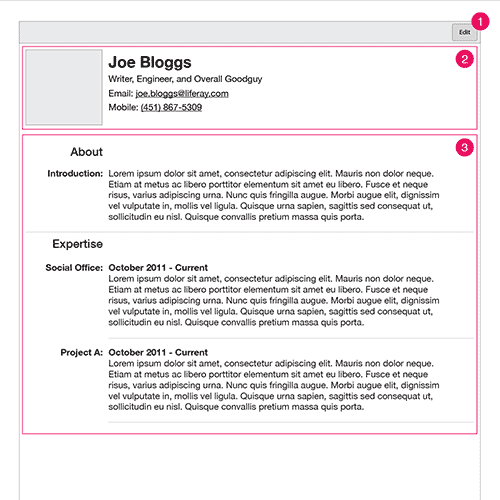 1
Edit
2
Joe Bloggs
Writer, Engineer, and Overall Goodguy
Email: joe.bloggs@liferay.com
Mobile: (451) 867-5309
3
About
Introduction: Lorem ipsum dolor sit amet, consectetur adipiscing elit. Mauris non dolor neque.
Etiam at metus ac libero porttitor elementum sit amet eu libero. Fusce et neque
risus, varius adipiscing urna. Nunc quis fringilla augue. Morbi augue elit, dignissim
vel vulputate in, mollis vel ligula. Quisque urna sapien, sagittis sed consequat ut,
sollicitudin eu nisl. Quisque convallis pretium massa quis porta.
Expertise
Social Office: October 2011 - Current
Lorem ipsum dolor sit amet, consectetur adipiscing elit. Mauris non dolor neque.
Etiam at metus ac libero porttitor elementum sit amet eu libero. Fusce et neque
risus, varius adipiscing urna. Nunc quis fringilla augue. Morbi augue elit, dignissim
vel vulputate in, mollis vel ligula. Quisque urna sapien, sagittis sed consequat ut,
sollicitudin eu nisl. Quisque convallis pretium massa quis porta.
Project A: October 2011 - Current
Lorem ipsum dolor sit amet, consectetur adipiscing elit. Mauris non dolor neque.
Etiam at metus ac libero porttitor elementum sit amet eu libero. Fusce et neque
risus, varius adipiscing urna. Nunc quis fringilla augue. Morbi augue elit, dignissim
vel vulputate in, mollis vel ligula. Quisque urna sapien, sagittis sed consequat ut,
sollicitudin eu nisl. Quisque convallis pretium massa quis porta.